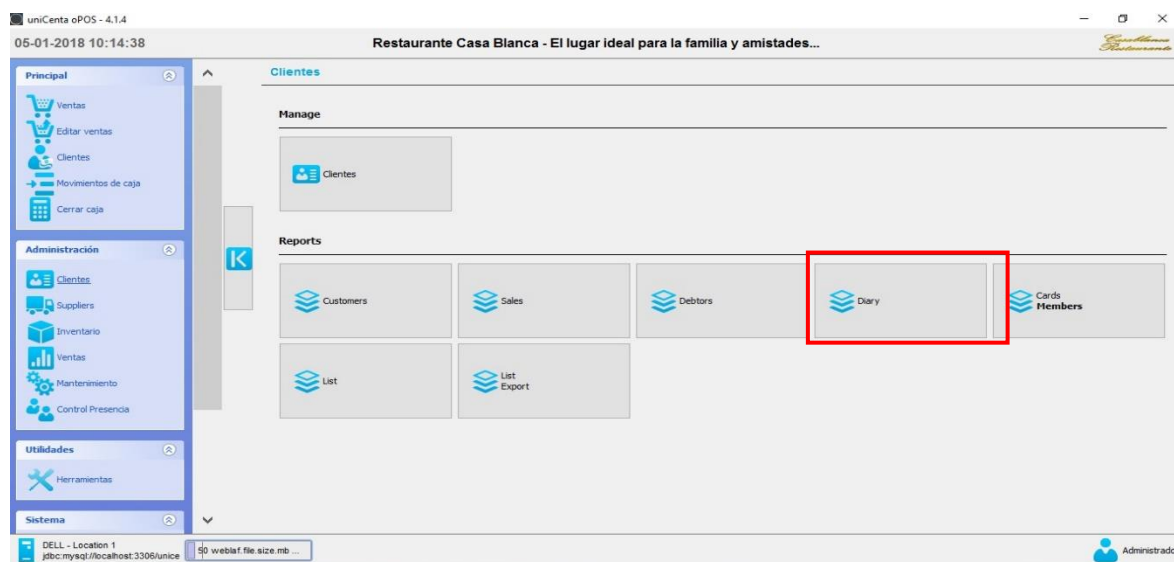 uniCenta oPOS - 4.1.4
05-01-2018 10:14:38
Restaurante Casa Blanca - El lugar ideal para la familia y amistades...
Casablanca
Restaurante
Principal
Ventas
Editar ventas
Clientes
Movimientos de caja
Cerrar caja
Administración
Clientes
Suppliers
Inventario
Ventas
Mantenimiento
Control Presencia
Utilidades
Herramientas
Sistema
Clientes
Manage
Clientes
Reports
Customers
Sales
Debtors
Diary
Cards
Members
List
List
Export
DELL - Location 1
jdbc:mysql://localhost:3306/unice
50 weblaf.file.size.mb ...
Administrado